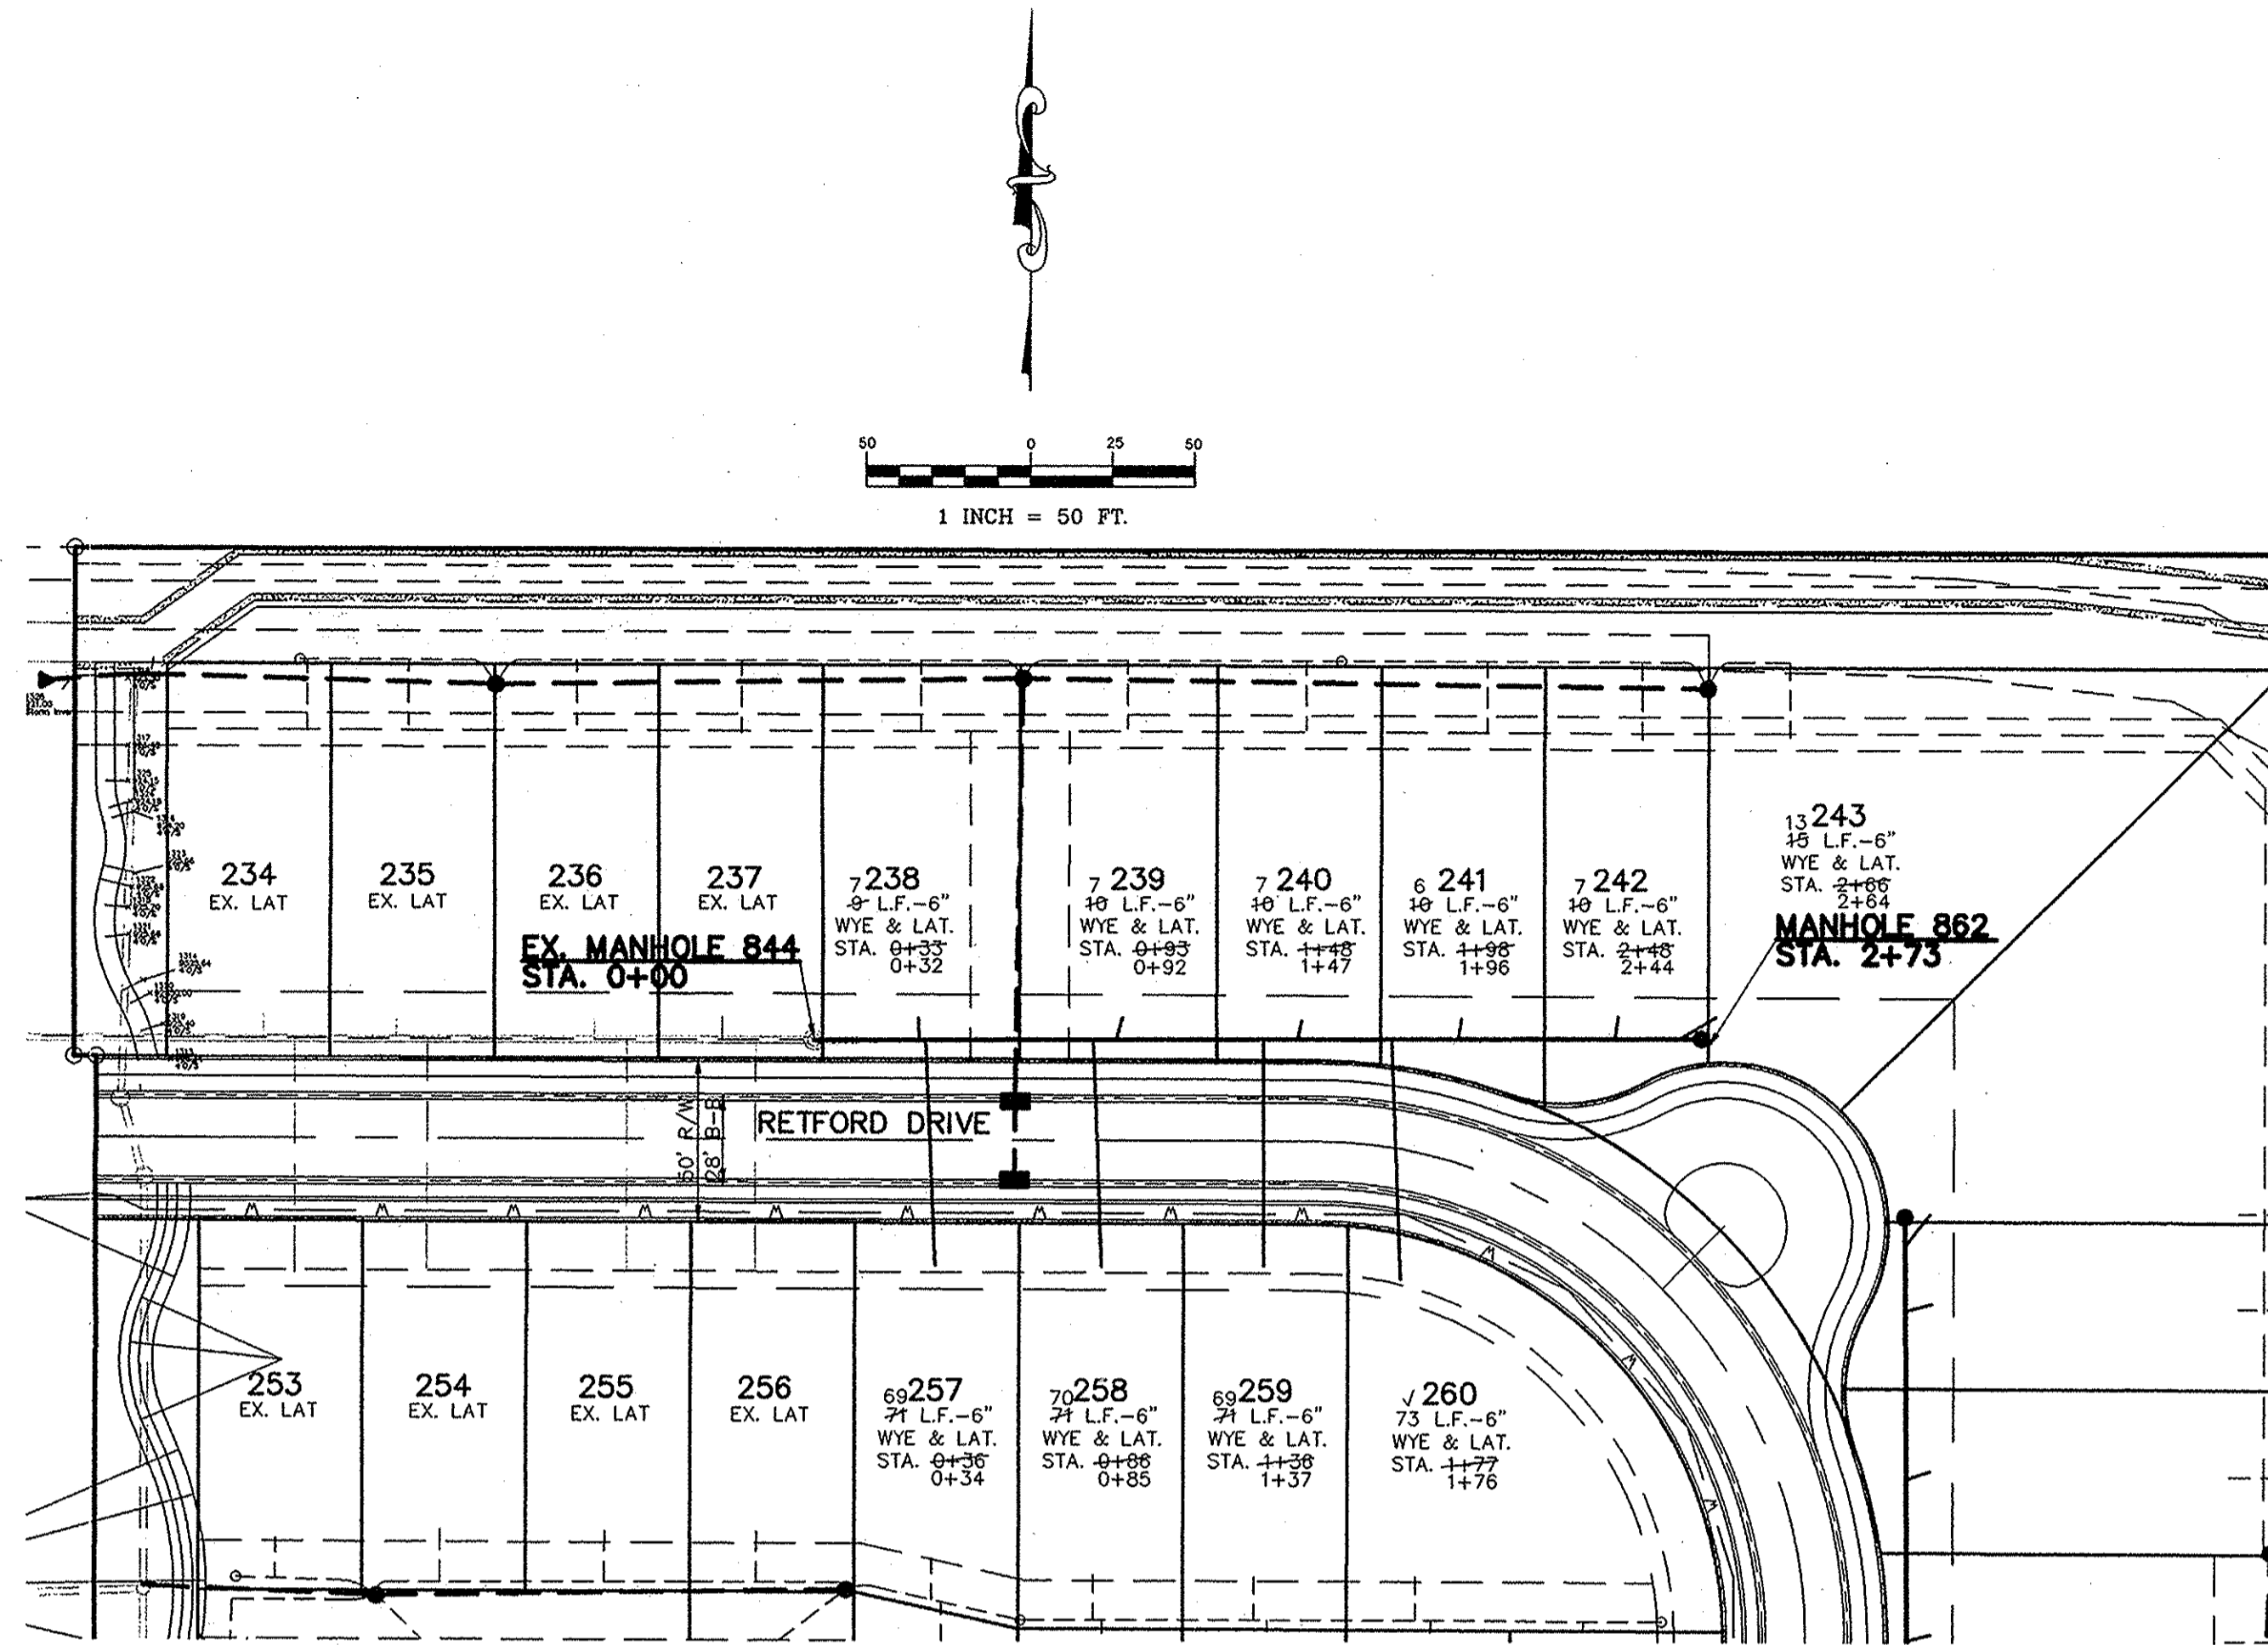 50 0 25 50
1 INCH = 50 FT.
234
EX. LAT
235
EX. LAT
236
EX. LAT
237
EX. LAT
7 238
9 L.F.-6"
WYE & LAT.
STA. 0+33
0+32
7 239
10 L.F.-6"
WYE & LAT.
STA. 0+93
0+92
7 240
10 L.F.-6"
WYE & LAT.
STA. 1+48
1+47
6 241
10 L.F.-6"
WYE & LAT.
STA. 1+98
1+96
7 242
10 L.F.-6"
WYE & LAT.
STA. 2+48
2+44
13 243
15 L.F.-6"
WYE & LAT.
STA. 2+66
2+64
EX. MANHOLE 844
STA. 0+00
MANHOLE 862
STA. 2+73
50' R/W
28' B-B
RETFORD DRIVE
253
EX. LAT
254
EX. LAT
255
EX. LAT
256
EX. LAT
69 257
71 L.F.-6"
WYE & LAT.
STA. 0+36
0+34
70 258
71 L.F.-6"
WYE & LAT.
STA. 0+86
0+85
69 259
71 L.F.-6"
WYE & LAT.
STA. 1+36
1+37
√ 260
73 L.F.-6"
WYE & LAT.
STA. 1+77
1+76